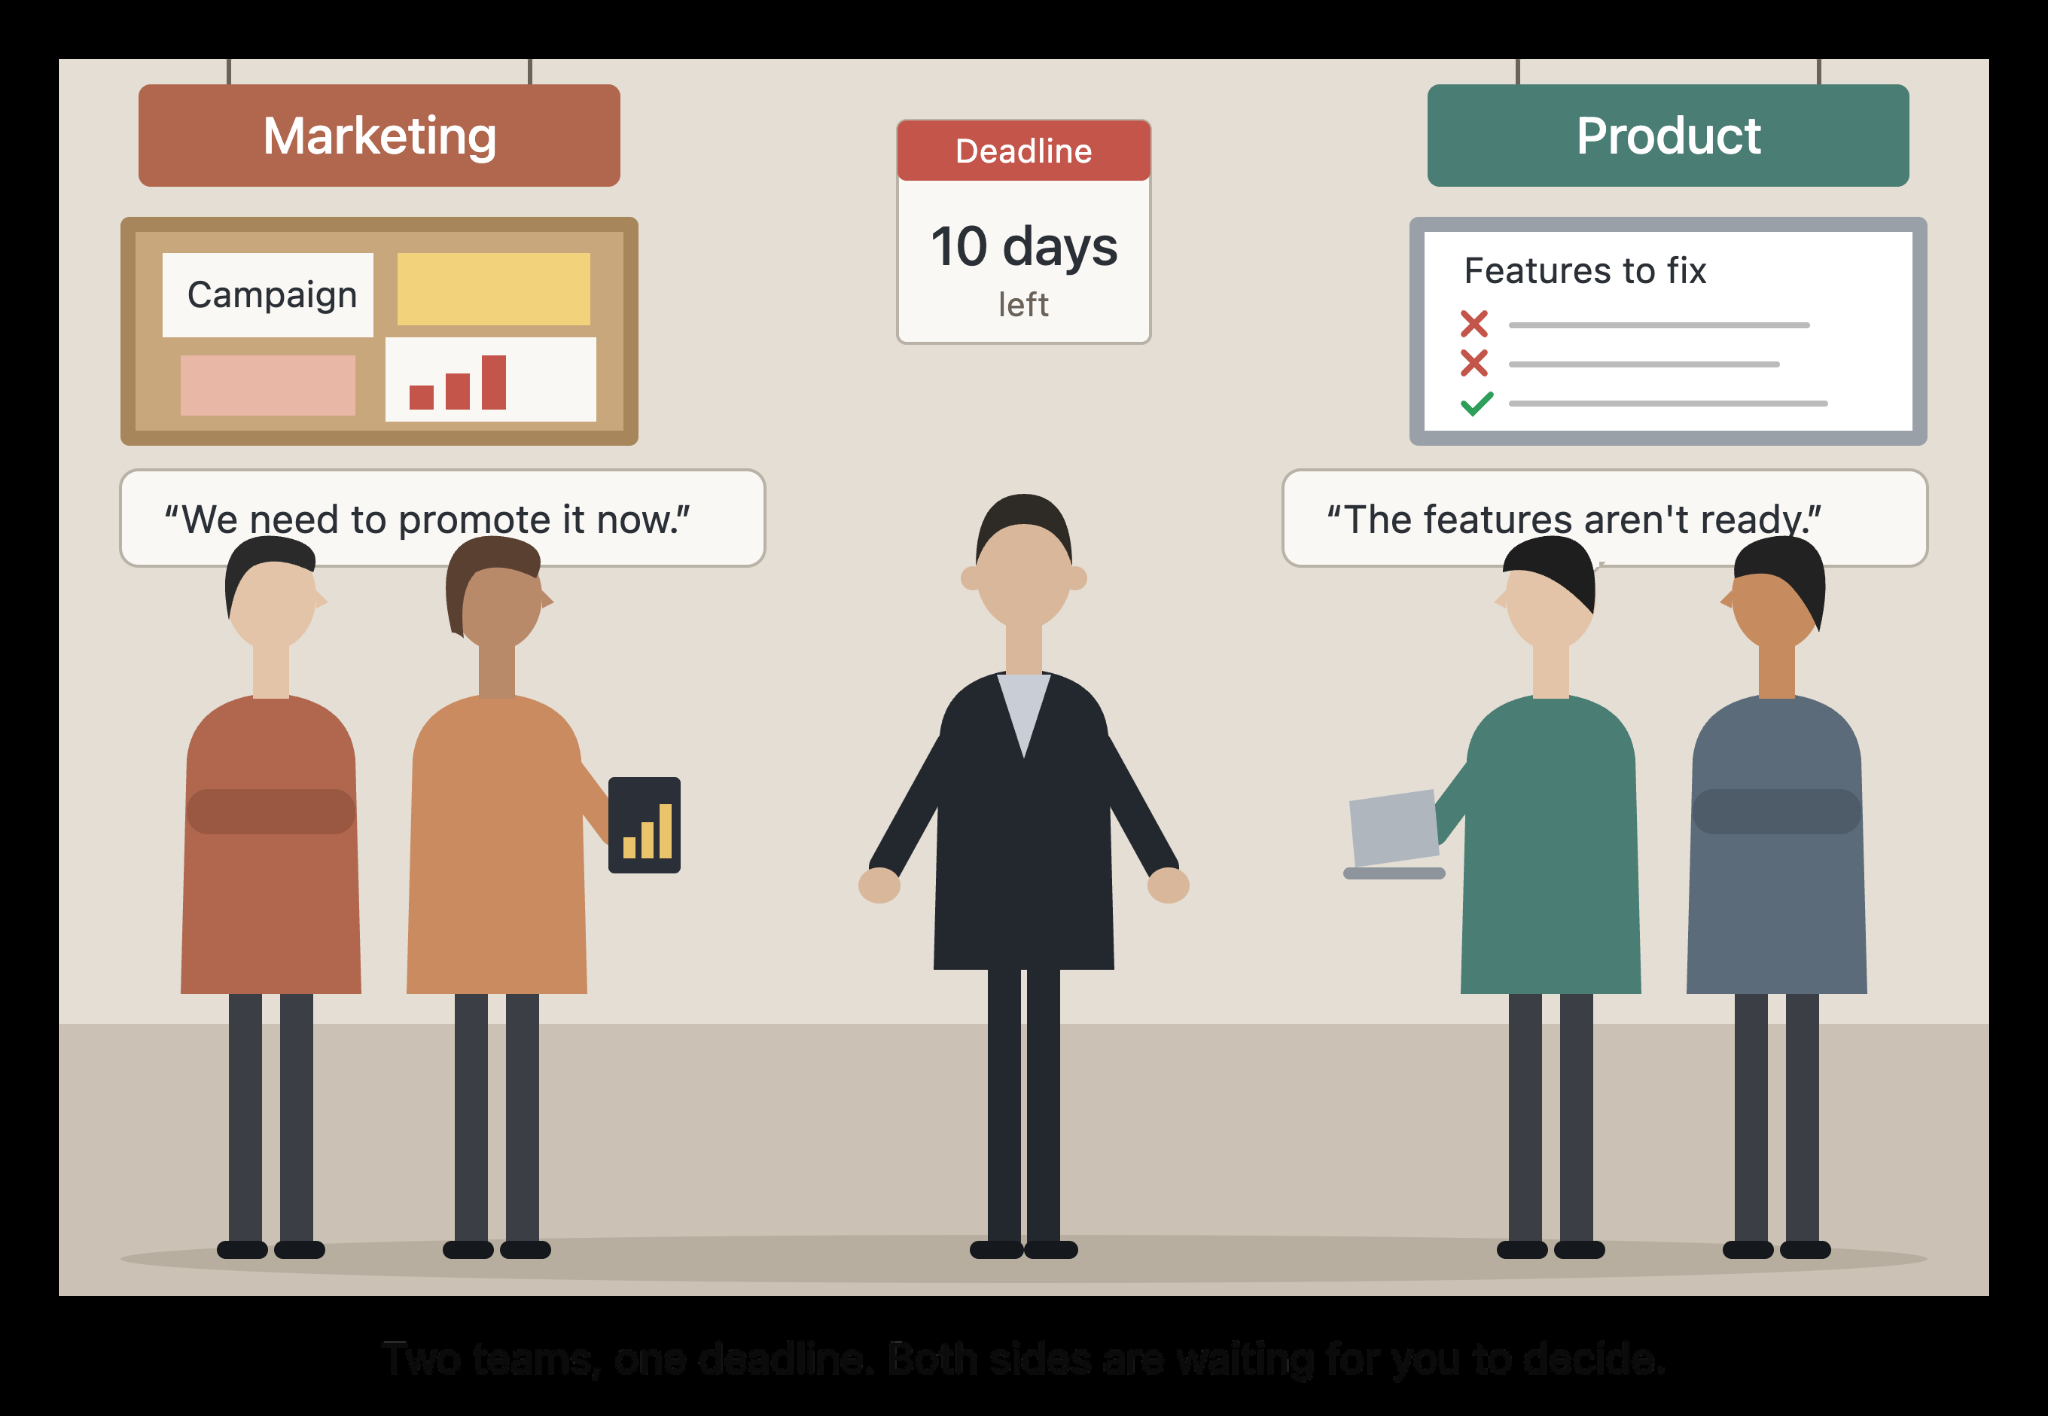 Marketing
Deadline
Product
10 days
left
Campaign
Features to fix
“We need to promote it now.”
“The features aren't ready.”
Two teams, one deadline. Both sides are waiting for you to decide.